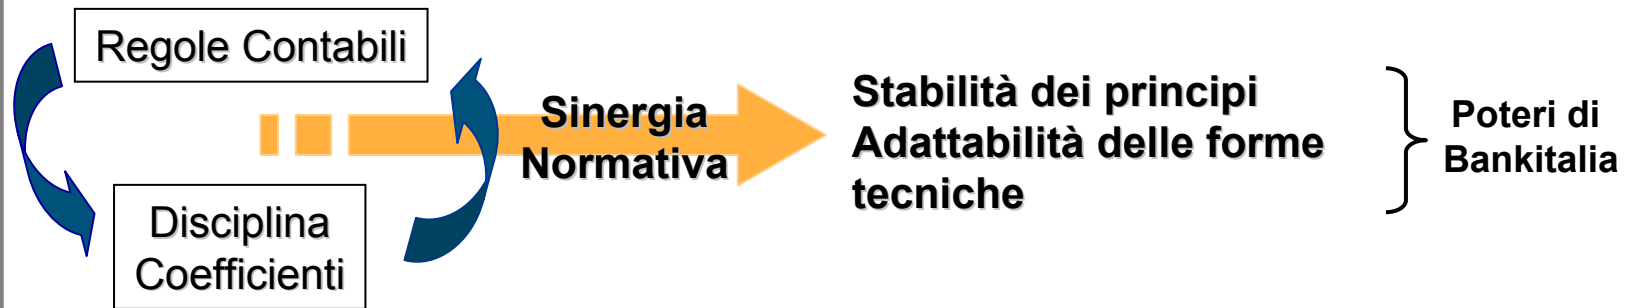 Regole Contabili
Disciplina
Coefficienti
Sinergia
Normativa
Stabilità dei principi
Adattabilità delle forme
tecniche
Poteri di
Bankitalia